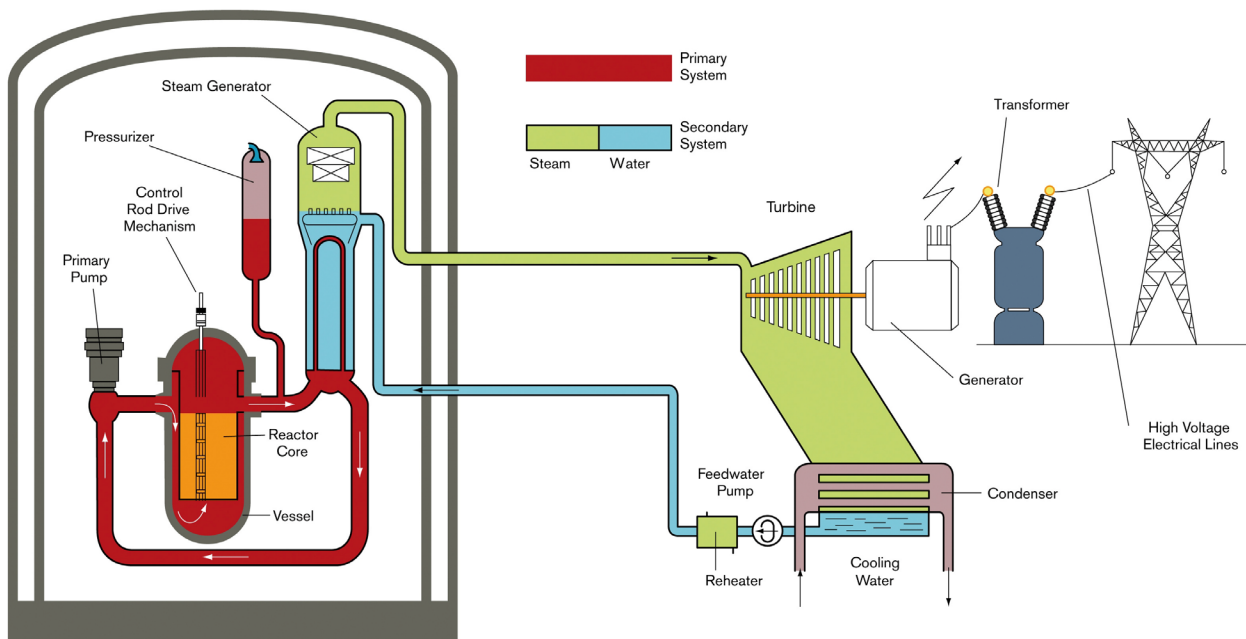 Primary
System
Steam Generator
Transformer
Pressurizer
Secondary
System
Steam
Water
Control
Rod Drive
Mechanism
Turbine
Primary
Pump
Generator
Reactor
Core
High Voltage
Electrical Lines
Feedwater
Pump
Condenser
Vessel
Reheater
Cooling
Water